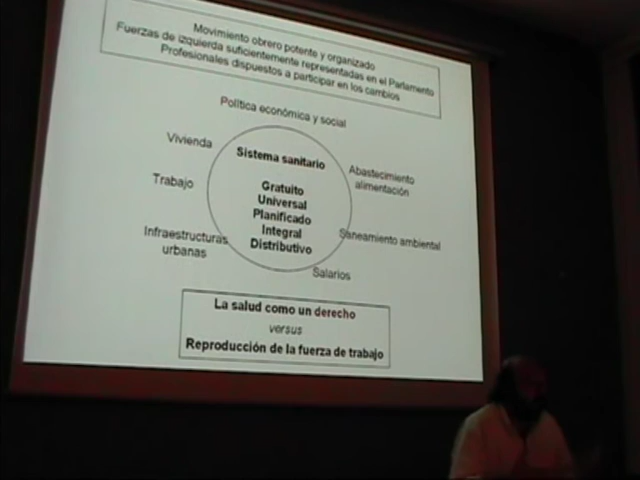 Movimiento obrero potente y organizado
Fuerzas de izquierda suficientemente representadas en el Parlamento
Profesionales dispuestos a participar en los cambios
Política económica y social
Vivienda
Sistema sanitario
Abastecimiento
alimentación
Trabajo
Gratuito
Universal
Planificado
Integral
Distributivo
Infraestructuras
urbanas
Saneamiento ambiental
Salarios
La salud como un derecho
versus
Reproducción de la fuerza de trabajo